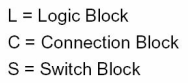 L = Logic Block
C = Connection Block
S = Switch Block